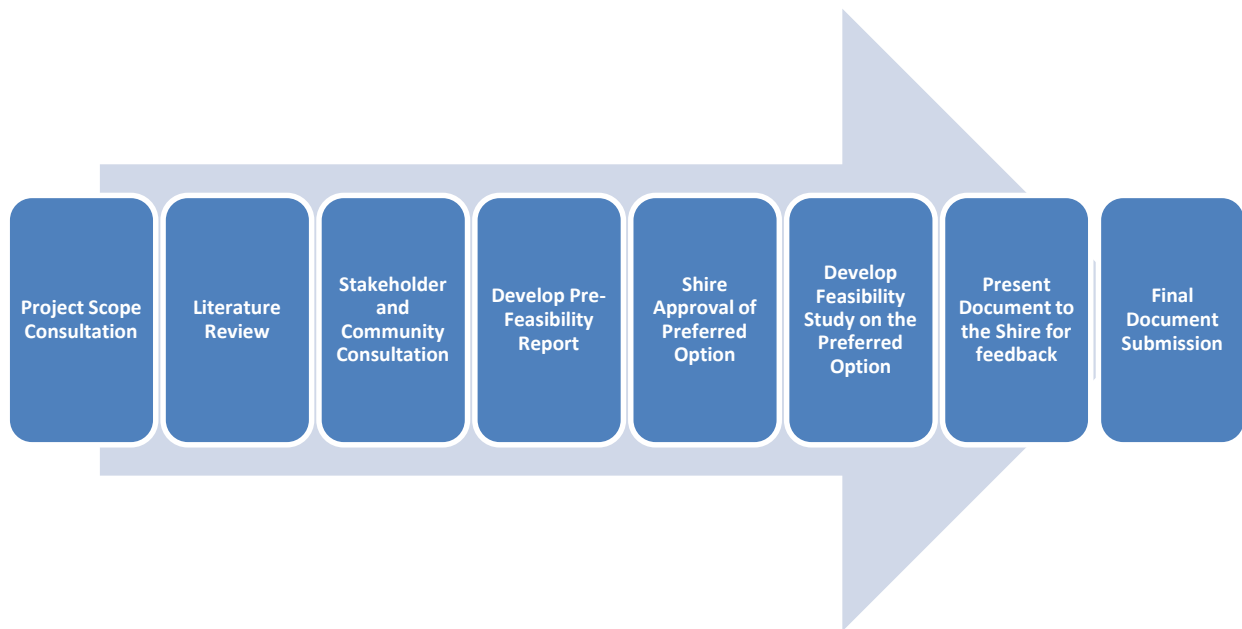 Project Scope
Consultation
Literature
Review
Stakeholder
and
Community
Consultation
Develop Pre-
Feasibility
Report
Shire
Approval of
Preferred
Option
Develop
Feasibility
Study on the
Preferred
Option
Present
Document to
the Shire for
feedback
Final
Document
Submission